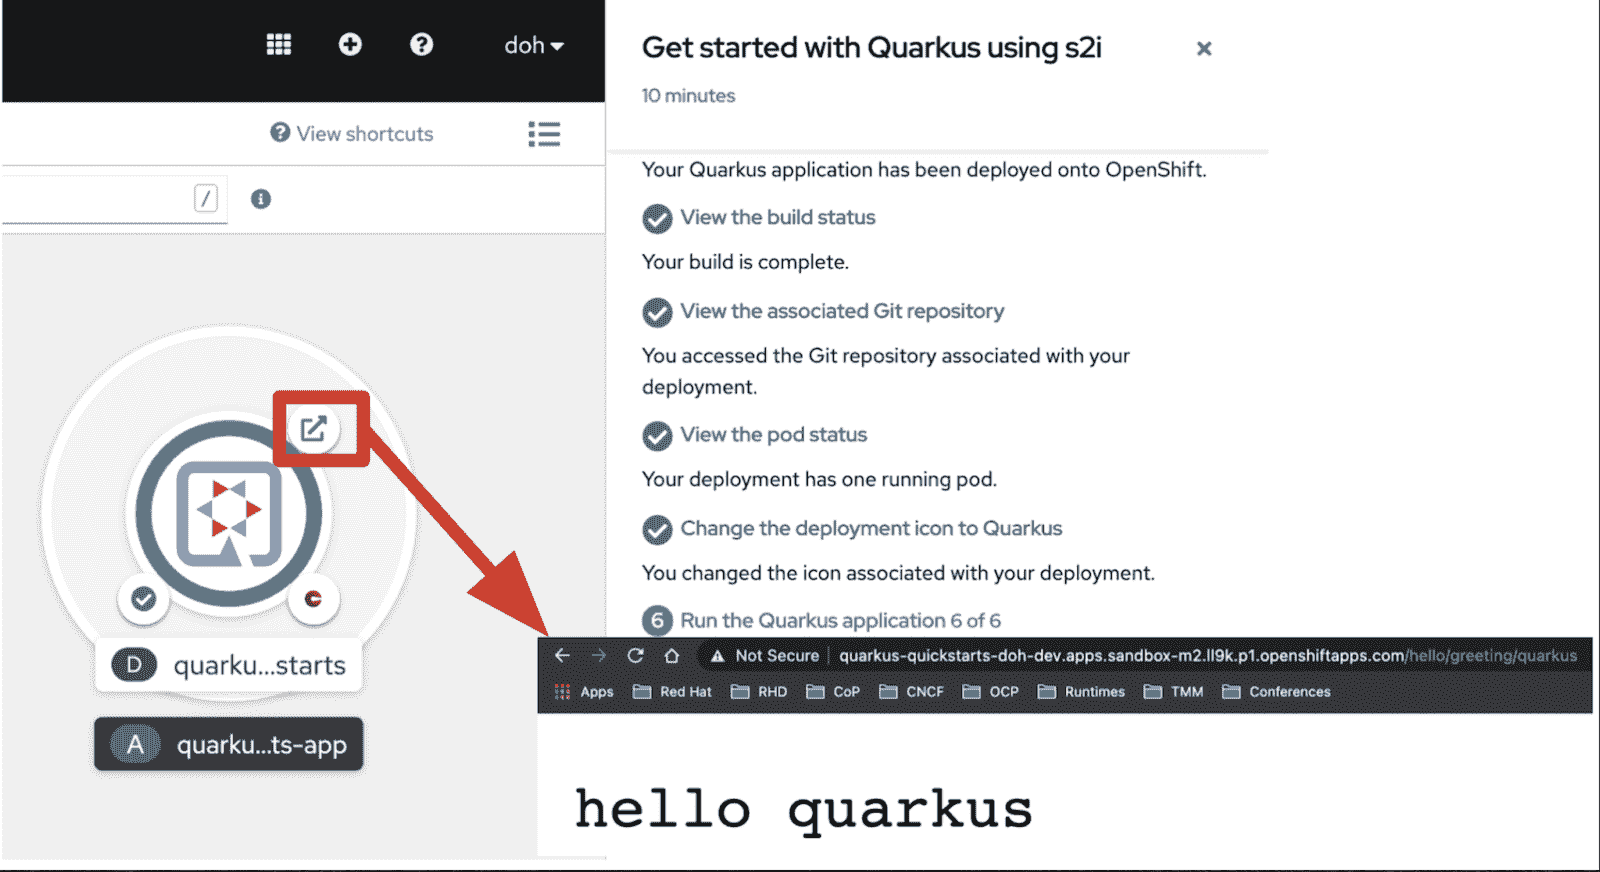 doh
View shortcuts
/
D quarku...starts
A quarku...ts-app
Get started with Quarkus using s2i
10 minutes
Your Quarkus application has been deployed onto OpenShift.
View the build status
Your build is complete.
View the associated Git repository
You accessed the Git repository associated with your
deployment.
View the pod status
Your deployment has one running pod.
Change the deployment icon to Quarkus
You changed the icon associated with your deployment.
6 Run the Quarkus application 6 of 6
Not Secure | quarkus-quickstarts-doh-dev.apps.sandbox-m2.ll9k.p1.openshiftapps.com/hello/greeting/quarkus
Apps Red Hat RHD CoP CNCF OCP Runtimes TMM Conferences
hello quarkus